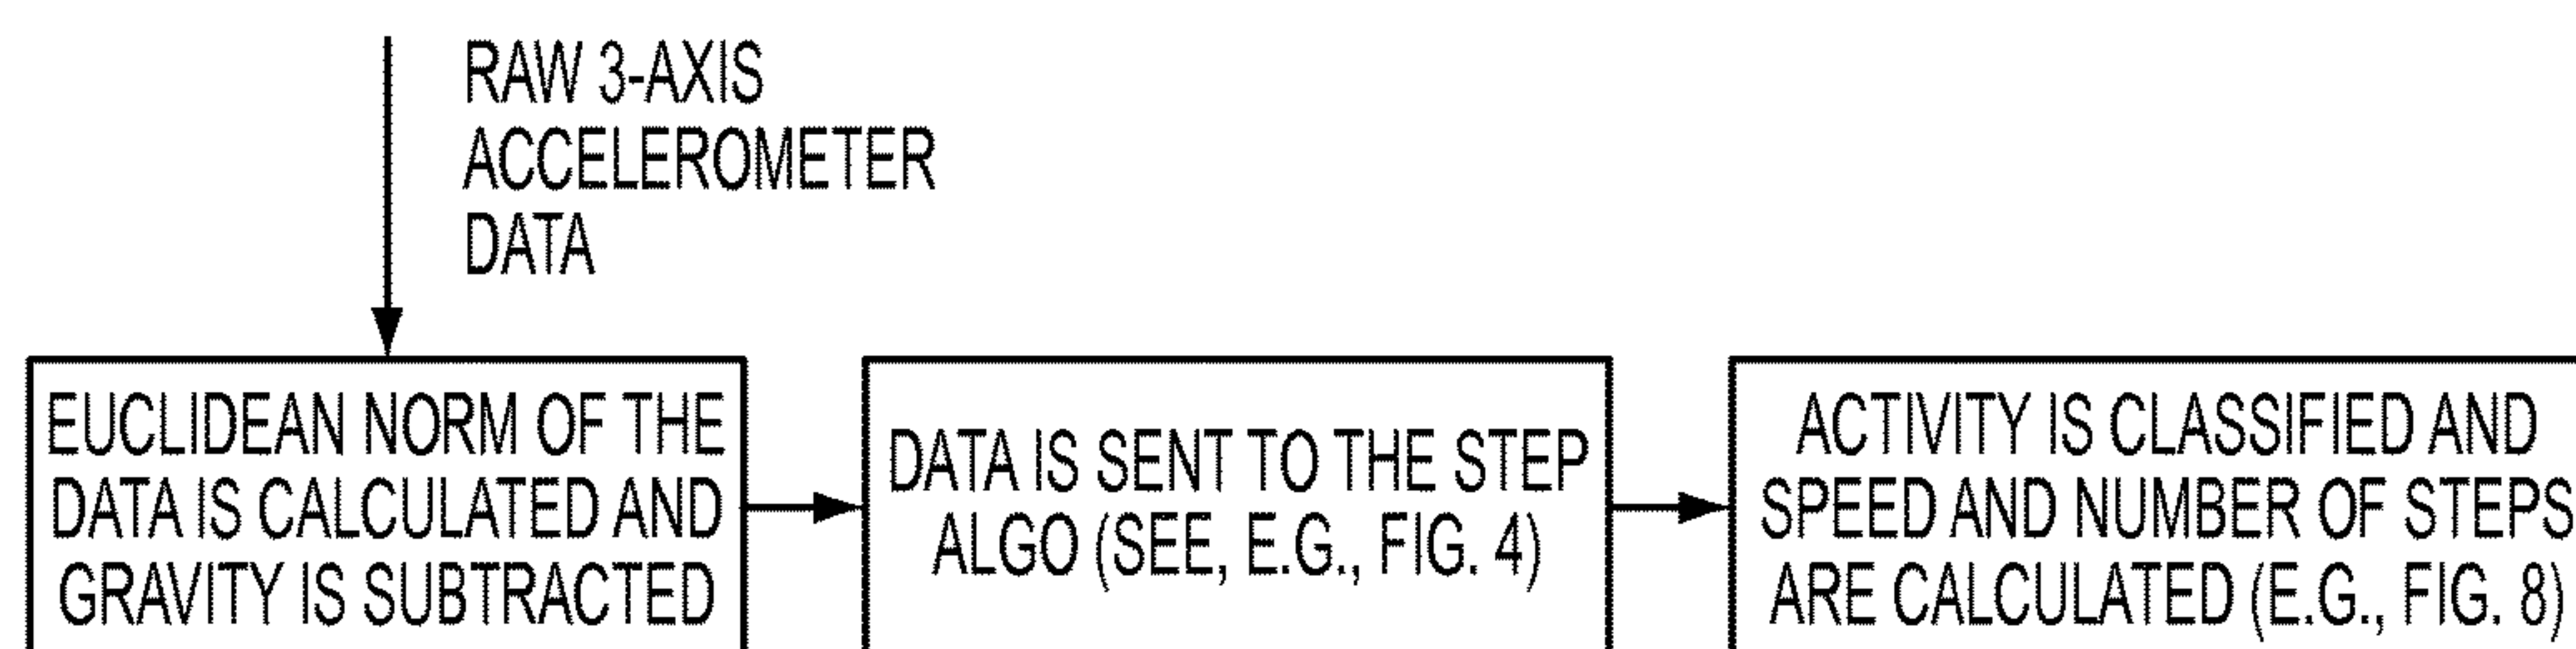 RAW 3-AXIS
ACCELEROMETER
DATA
EUCLIDEAN NORM OF THE
DATA IS CALCULATED AND
GRAVITY IS SUBTRACTED
DATA IS SENT TO THE STEP
ALGO (SEE, E.G., FIG. 4)
ACTIVITY IS CLASSIFIED AND
SPEED AND NUMBER OF STEPS
ARE CALCULATED (E.G., FIG. 8)